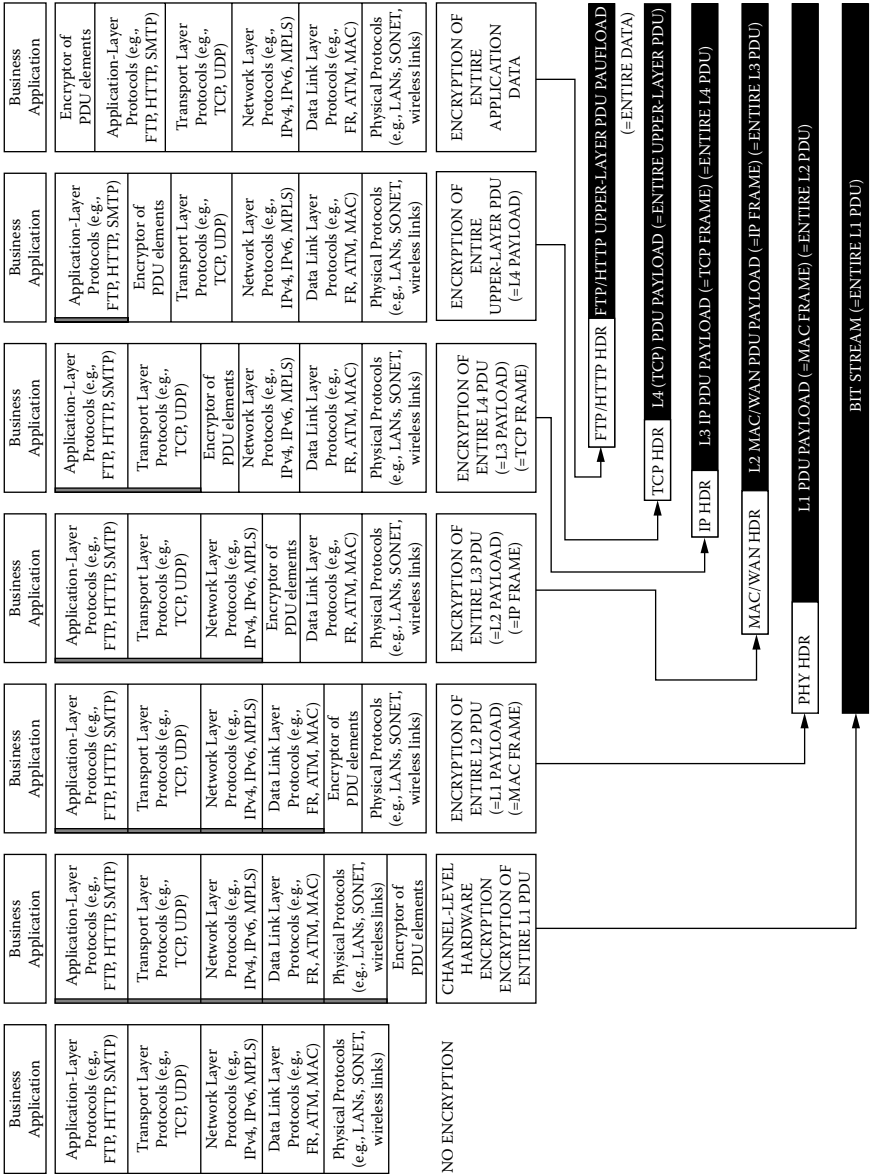 Business
Application
Application-Layer
Protocols (e.g.,
FTP, HTTP, SMTP)
Transport Layer
Protocols (e.g.,
TCP, UDP)
Network Layer
Protocols (e.g.,
IPv4, IPv6, MPLS)
Data Link Layer
Protocols (e.g.,
FR, ATM, MAC)
Physical Protocols
(e.g., LANs, SONET,
wireless links)
NO ENCRYPTION
Business
Application
Application-Layer
Protocols (e.g.,
FTP, HTTP, SMTP)
Transport Layer
Protocols (e.g.,
TCP, UDP)
Network Layer
Protocols (e.g.,
IPv4, IPv6, MPLS)
Data Link Layer
Protocols (e.g.,
FR, ATM, MAC)
Physical Protocols
(e.g., LANs, SONET,
wireless links)
Encryptor of
PDU elements
CHANNEL-LEVEL
HARDWARE
ENCRYPTION
ENCRYPTION OF
ENTIRE L1 PDU
Business
Application
Application-Layer
Protocols (e.g.,
FTP, HTTP, SMTP)
Transport Layer
Protocols (e.g.,
TCP, UDP)
Network Layer
Protocols (e.g.,
IPv4, IPv6, MPLS)
Data Link Layer
Protocols (e.g.,
FR, ATM, MAC)
Encryptor of
PDU elements
Physical Protocols
(e.g., LANs, SONET,
wireless links)
ENCRYPTION OF
ENTIRE L2 PDU
(=L1 PAYLOAD)
(=MAC FRAME)
Business
Application
Application-Layer
Protocols (e.g.,
FTP, HTTP, SMTP)
Transport Layer
Protocols (e.g.,
TCP, UDP)
Network Layer
Protocols (e.g.,
IPv4, IPv6, MPLS)
Encryptor of
PDU elements
Data Link Layer
Protocols (e.g.,
FR, ATM, MAC)
Physical Protocols
(e.g., LANs, SONET,
wireless links)
ENCRYPTION OF
ENTIRE L3 PDU
(=L2 PAYLOAD)
(=IP FRAME)
Business
Application
Application-Layer
Protocols (e.g.,
FTP, HTTP, SMTP)
Transport Layer
Protocols (e.g.,
TCP, UDP)
Encryptor of
PDU elements
Network Layer
Protocols (e.g.,
IPv4, IPv6, MPLS)
Data Link Layer
Protocols (e.g.,
FR, ATM, MAC)
Physical Protocols
(e.g., LANs, SONET,
wireless links)
ENCRYPTION OF
ENTIRE L4 PDU
(=L3 PAYLOAD)
(=TCP FRAME)
Business
Application
Application-Layer
Protocols (e.g.,
FTP, HTTP, SMTP)
Encryptor of
PDU elements
Transport Layer
Protocols (e.g.,
TCP, UDP)
Network Layer
Protocols (e.g.,
IPv4, IPv6, MPLS)
Data Link Layer
Protocols (e.g.,
FR, ATM, MAC)
Physical Protocols
(e.g., LANs, SONET,
wireless links)
ENCRYPTION OF
ENTIRE
UPPER-LAYER PDU
(=L4 PAYLOAD)
Business
Application
Encryptor of
PDU elements
Application-Layer
Protocols (e.g.,
FTP, HTTP, SMTP)
Transport Layer
Protocols (e.g.,
TCP, UDP)
Network Layer
Protocols (e.g.,
IPv4, IPv6, MPLS)
Data Link Layer
Protocols (e.g.,
FR, ATM, MAC)
Physical Protocols
(e.g., LANs, SONET,
wireless links)
ENCRYPTION OF
ENTIRE
APPLICATION
DATA
FTP/HTTP HDR FTP/HTTP UPPER-LAYER PDU PAUFLOAD
(=ENTIRE DATA)
TCP HDR L4 (TCP) PDU PAYLOAD (=ENTIRE UPPER-LAYER PDU)
IP HDR L3 IP PDU PAYLOAD (=TCP FRAME) (=ENTIRE L4 PDU)
MAC/WAN HDR L2 MAC/WAN PDU PAYLOAD (=IP FRAME) (=ENTIRE L3 PDU)
PHY HDR L1 PDU PAYLOAD (=MAC FRAME) (=ENTIRE L2 PDU)
BIT STREAM (=ENTIRE L1 PDU)